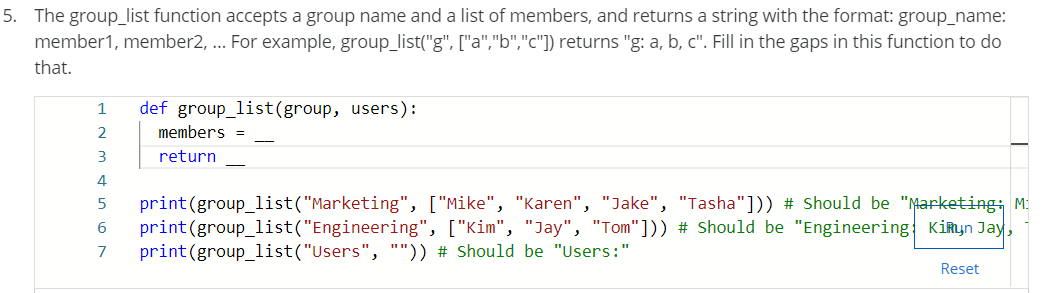 5. The group_list function accepts a group name and a list of members, and returns a string with the format: group_name:
member1, member2, ... For example, group_list("g", ["a","b","c"]) returns "g: a, b, c". Fill in the gaps in this function to do
that.
1 def group_list(group, users):
2 members = __
3 return __
4
5 print(group_list("Marketing", ["Mike", "Karen", "Jake", "Tasha"])) # Should be "Marketing: Mi
6 print(group_list("Engineering", ["Kim", "Jay", "Tom"])) # Should be "Engineering: Kim, Jay,
7 print(group_list("Users", "")) # Should be "Users:"
Run
Reset